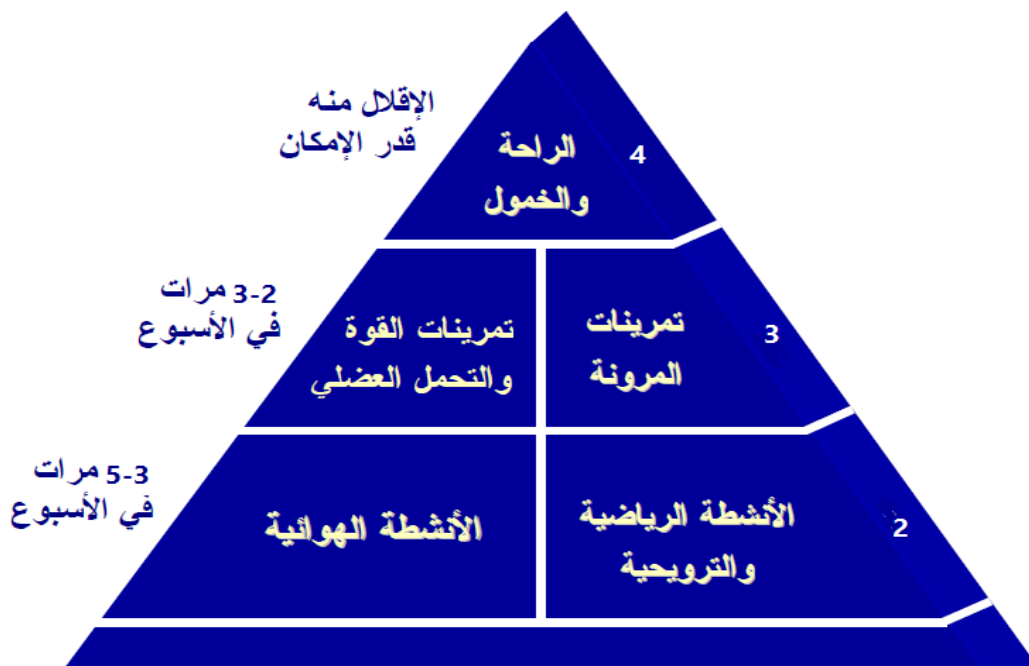 الإقلال منه
قدر الإمكان
الراحة
والخمول
4
2-3 مرات
في الأسبوع
تمرينات
المرونة
تمرينات القوة
والتحمل العضلي
3
3-5 مرات
في الأسبوع
الأنشطة الرياضية
والترويحية
الأنشطة الهوائية
2